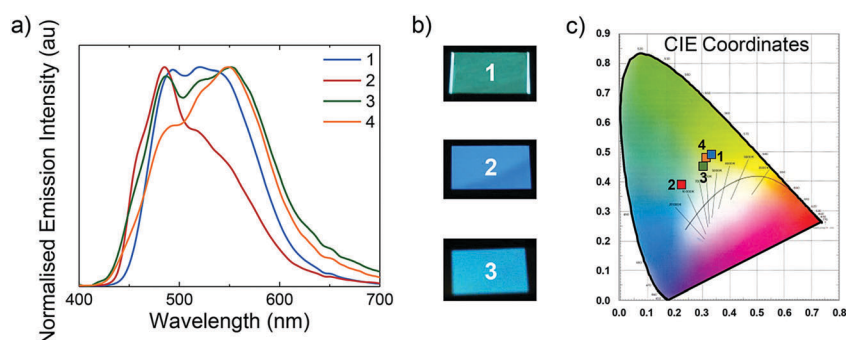 a)
Normalised Emission Intensity (au)
1
2
3
4
400 500 600 700
Wavelength (nm)
b)
1
2
3
c)
CIE Coordinates
0.9
0.8
0.7
0.6
0.5
0.4
0.3
0.2
0.1
0.0
4
1
3
2
0.0 0.1 0.2 0.3 0.4 0.5 0.6 0.7 0.8